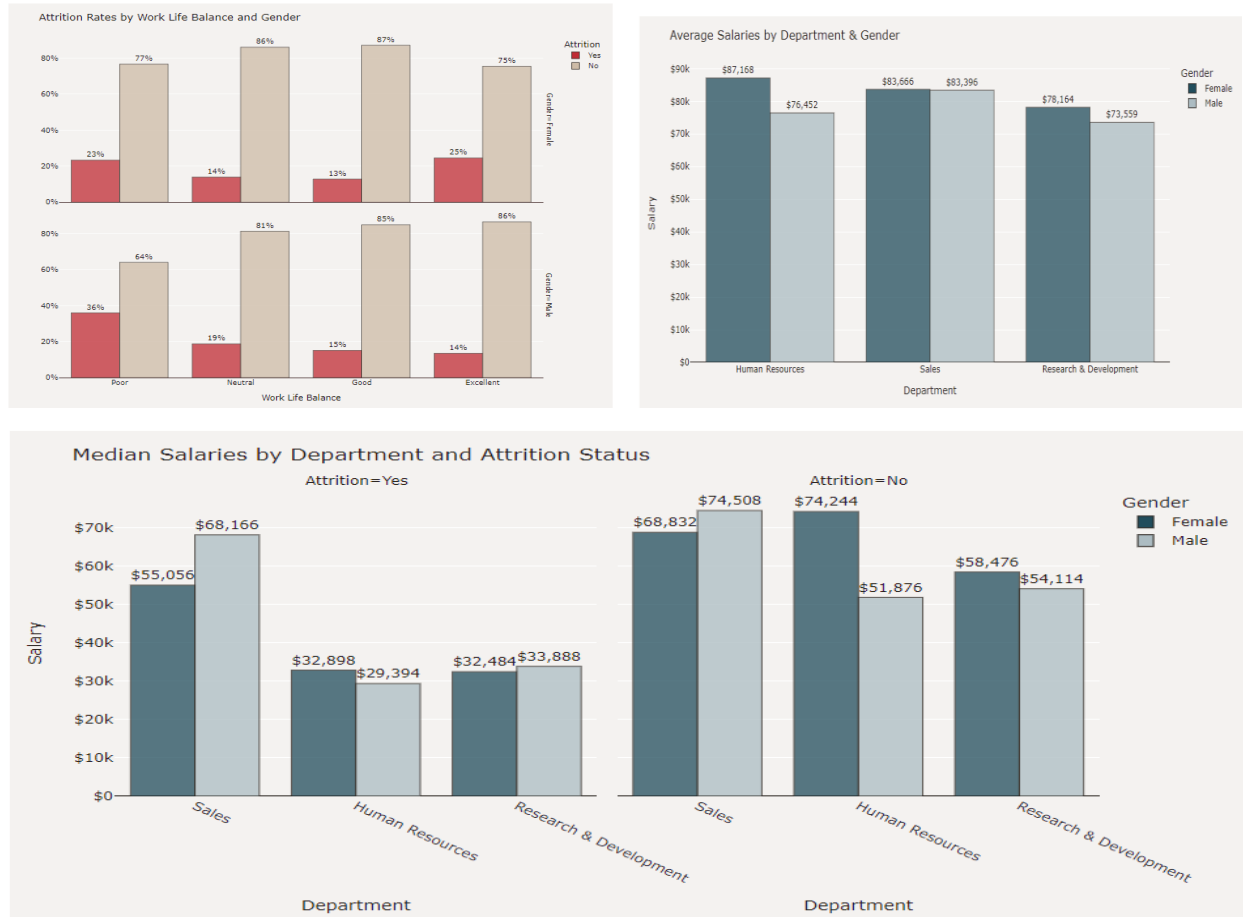 Attrition Rates by Work Life Balance and Gender
Attrition
Yes
No
80%
60%
40%
20%
0%
77%
86%
87%
75%
23%
14%
13%
25%
Gender=Female
80%
60%
40%
20%
0%
64%
81%
85%
86%
36%
19%
15%
14%
Gender=Male
Poor Neutral Good Excellent
Work Life Balance
Average Salaries by Department & Gender
Gender
Female
Male
$90k
$80k
$70k
$60k
$50k
$40k
$30k
$20k
$10k
$0
Salary
$87,168
$76,452
$83,666
$83,396
$78,164
$73,559
Human Resources Sales Research & Development
Department
Median Salaries by Department and Attrition Status
Attrition=Yes Attrition=No
Gender
Female
Male
$70k
$60k
$50k
$40k
$30k
$20k
$10k
$0
Salary
$55,056
$68,166
$32,898
$29,394
$32,484
$33,888
$68,832
$74,508
$74,244
$51,876
$58,476
$54,114
Sales
Human Resources
Research & Development
Sales
Human Resources
Research & Development
Department Department